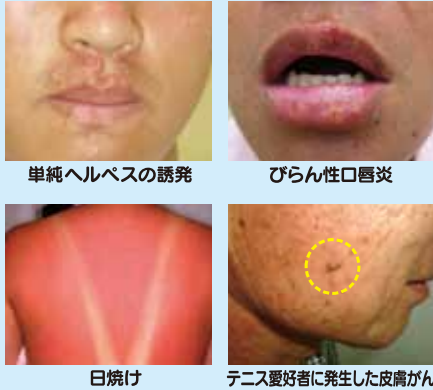 単純ヘルペスの誘発
びらん性口唇炎
日焼け
テニス愛好者に発生した皮膚がん